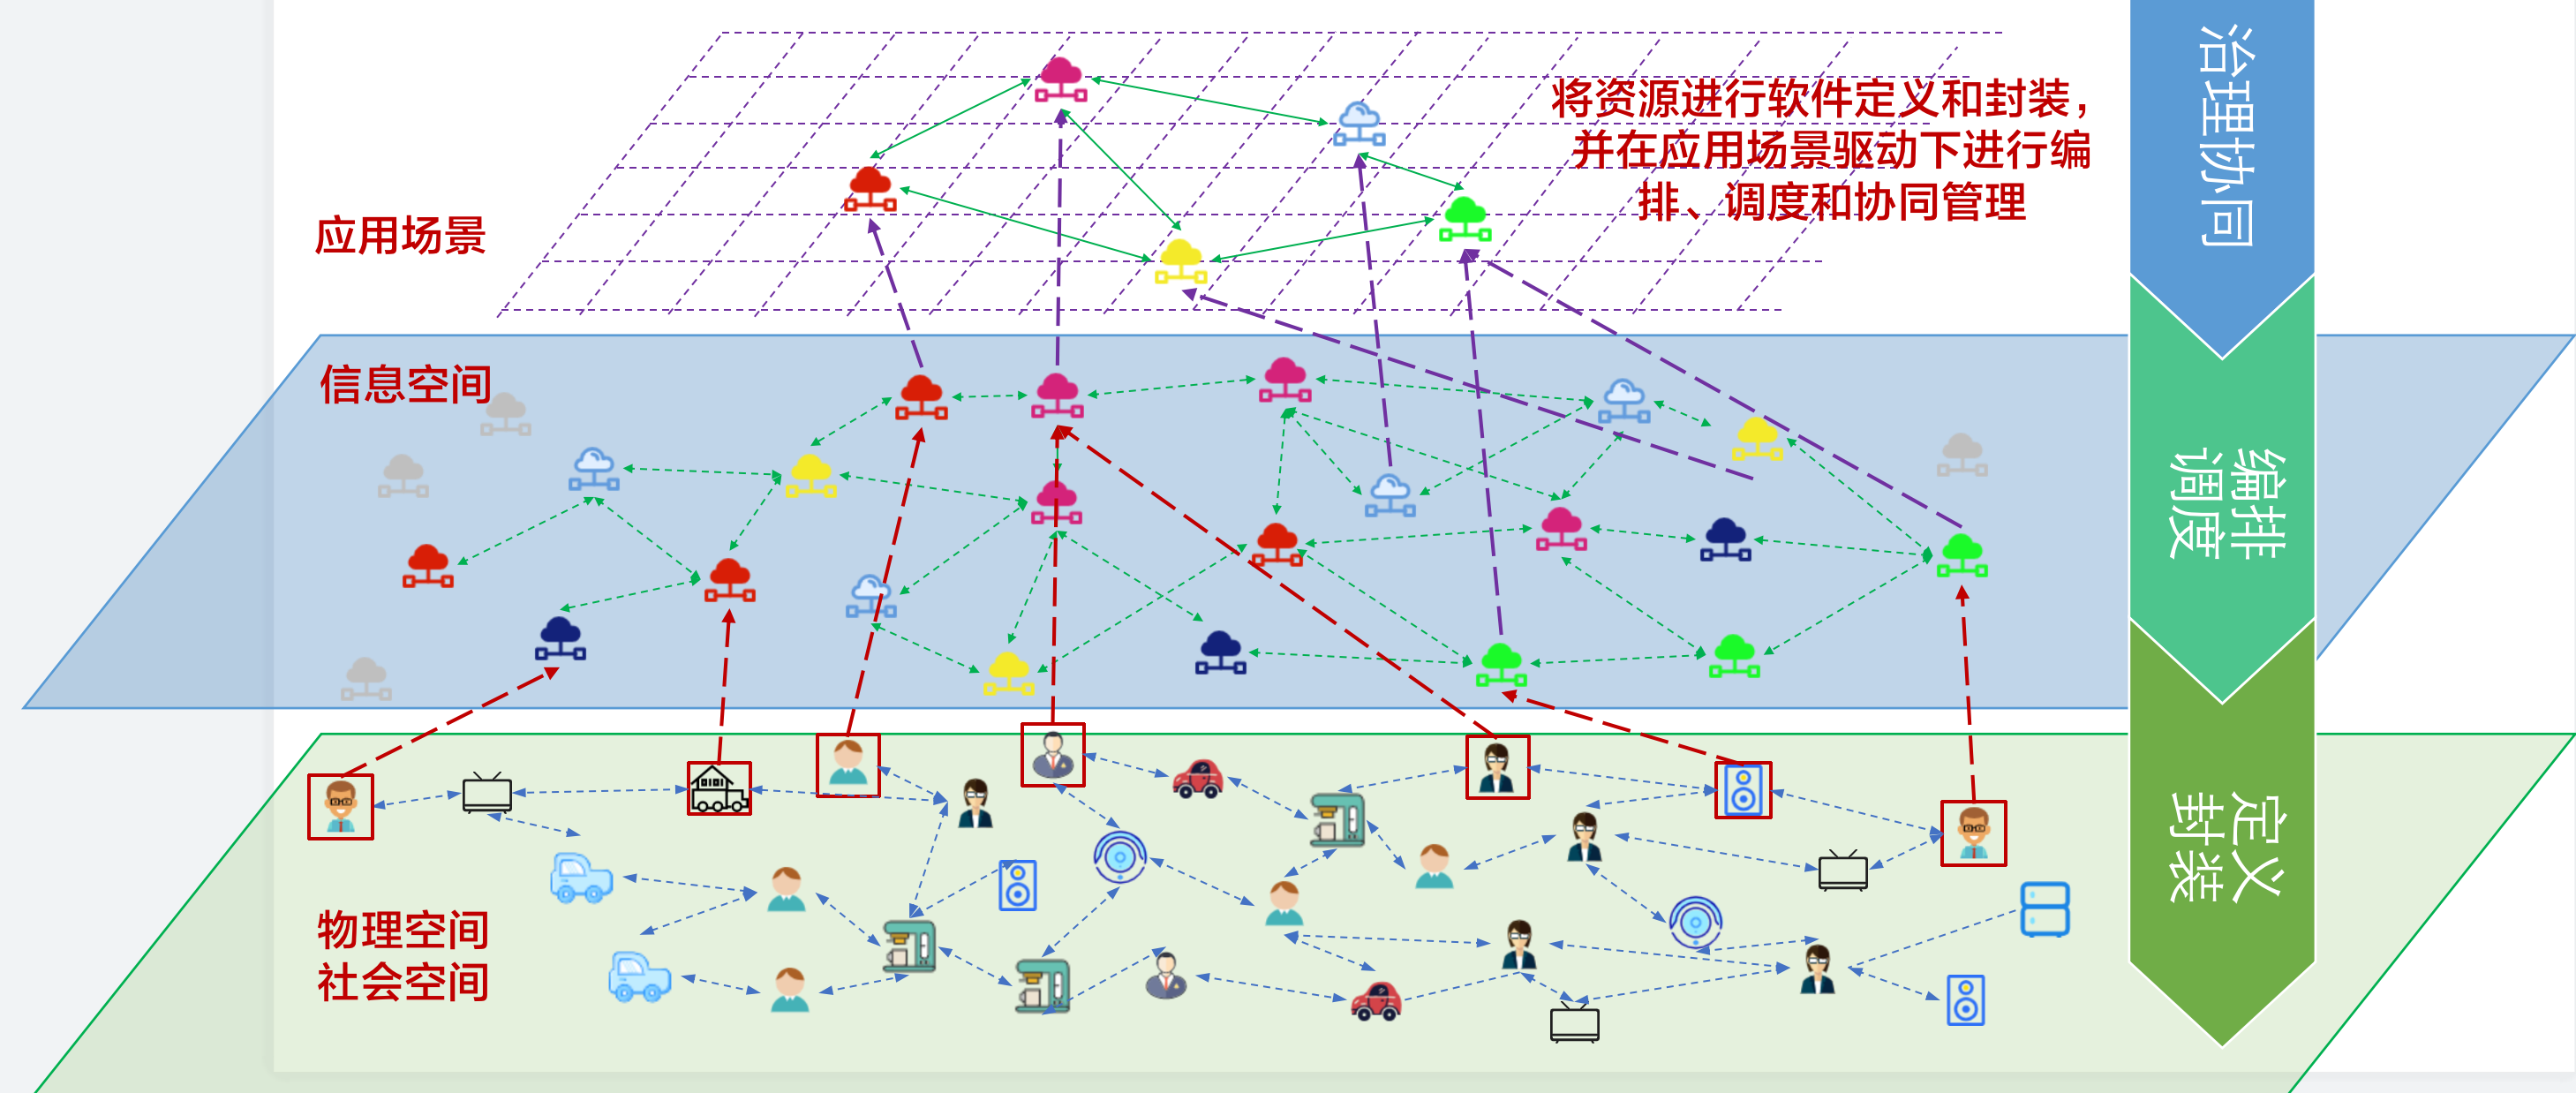 将资源进行软件定义和封装，
并在应用场景驱动下进行编
排、调度和协同管理
应用场景
信息空间
物理空间
社会空间
治理协同
编排
调度
定义
封装